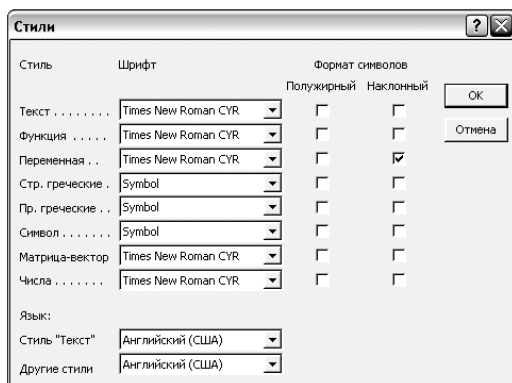 Стили
Стиль Шрифт Формат символов
Полужирный Наклонный
Текст . . . . . . . . Times New Roman CYR
OK
Функция . . . . . Times New Roman CYR
Отмена
Переменная . . Times New Roman CYR
Стр. греческие . Symbol
Пр. греческие . . Symbol
Символ . . . . . . . Symbol
Матрица-вектор Times New Roman CYR
Числа . . . . . . . Times New Roman CYR
Язык:
Стиль "Текст" Английский (США)
Другие стили Английский (США)